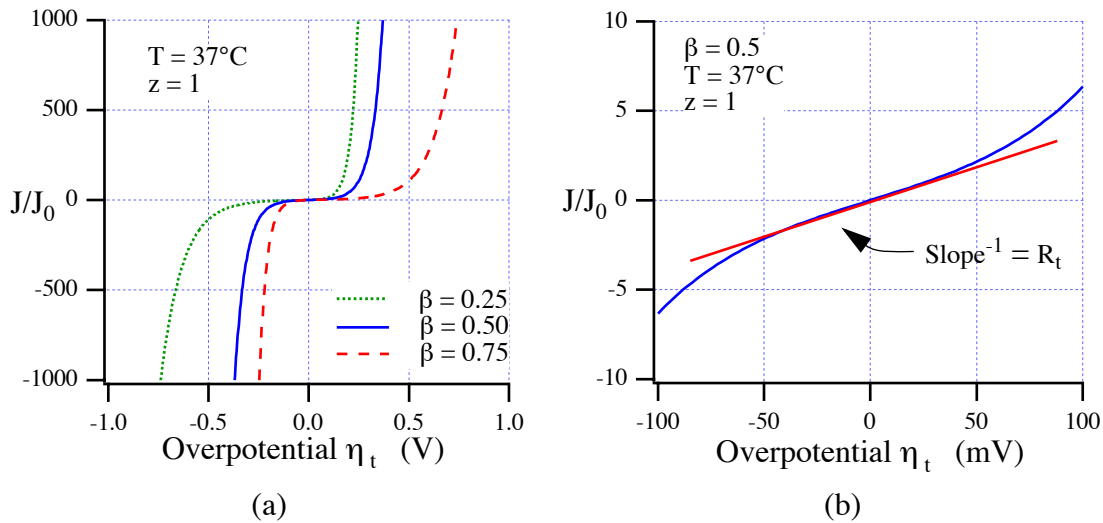 1000
500
0
-500
-1000
J/J0
T = 37°C
z = 1
β = 0.25
β = 0.50
β = 0.75
-1.0
-0.5
0.0
0.5
1.0
Overpotential ηt (V)
(a)
10
5
0
-5
-10
J/J0
β = 0.5
T = 37°C
z = 1
Slope-1 = Rt
-100
-50
0
50
100
Overpotential ηt (mV)
(b)